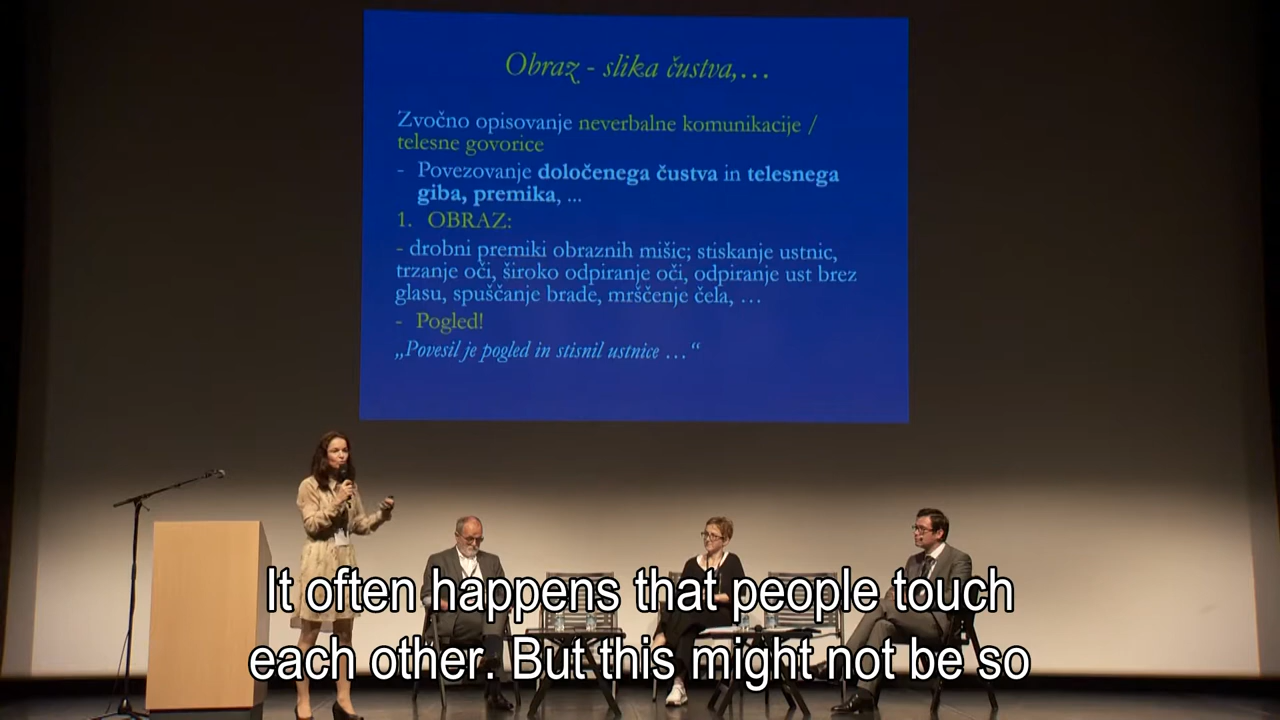 Obraz - slika čustva,…
Zvočno opisovanje neverbalne komunikacije /
telesne govorice
- Povezovanje določenega čustva in telesnega
giba, premika, ...
1. OBRAZ:
- drobni premiki obraznih mišic; stiskanje ustnic,
trzanje oči, široko odpiranje oči, odpiranje ust brez
glasu, spuščanje brade, mrščenje čela, …
- Pogled!
„Povesil je pogled in stisnil ustnice …“
It often happens that people touch
each other. But this might not be so